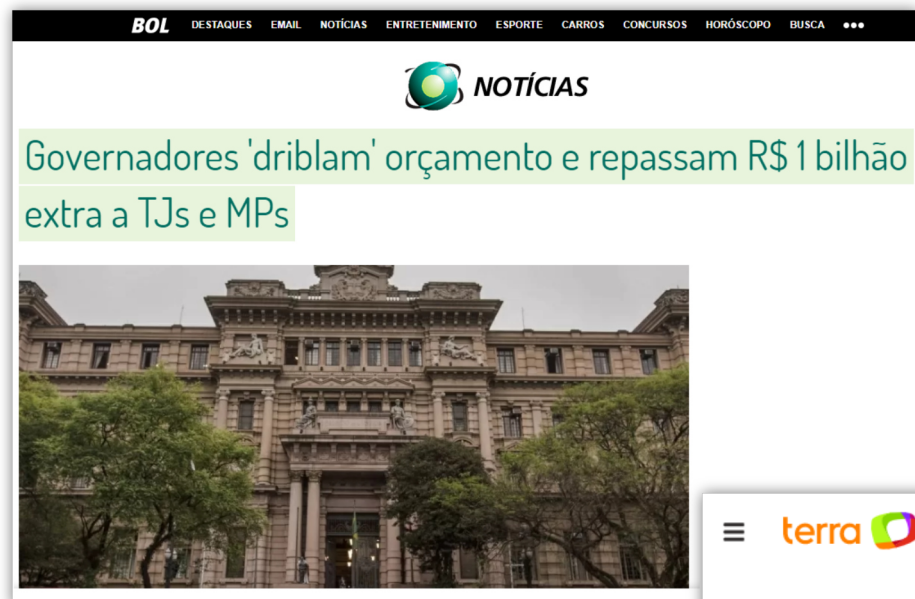 BOL DESTAQUES EMAIL NOTÍCIAS ENTRETENIMENTO ESPORTE CARROS CONCURSOS HORÓSCOPO BUSCA
NOTÍCIAS
Governadores 'driblam' orçamento e repassam R$ 1 bilhão
extra a TJs e MPs
terra